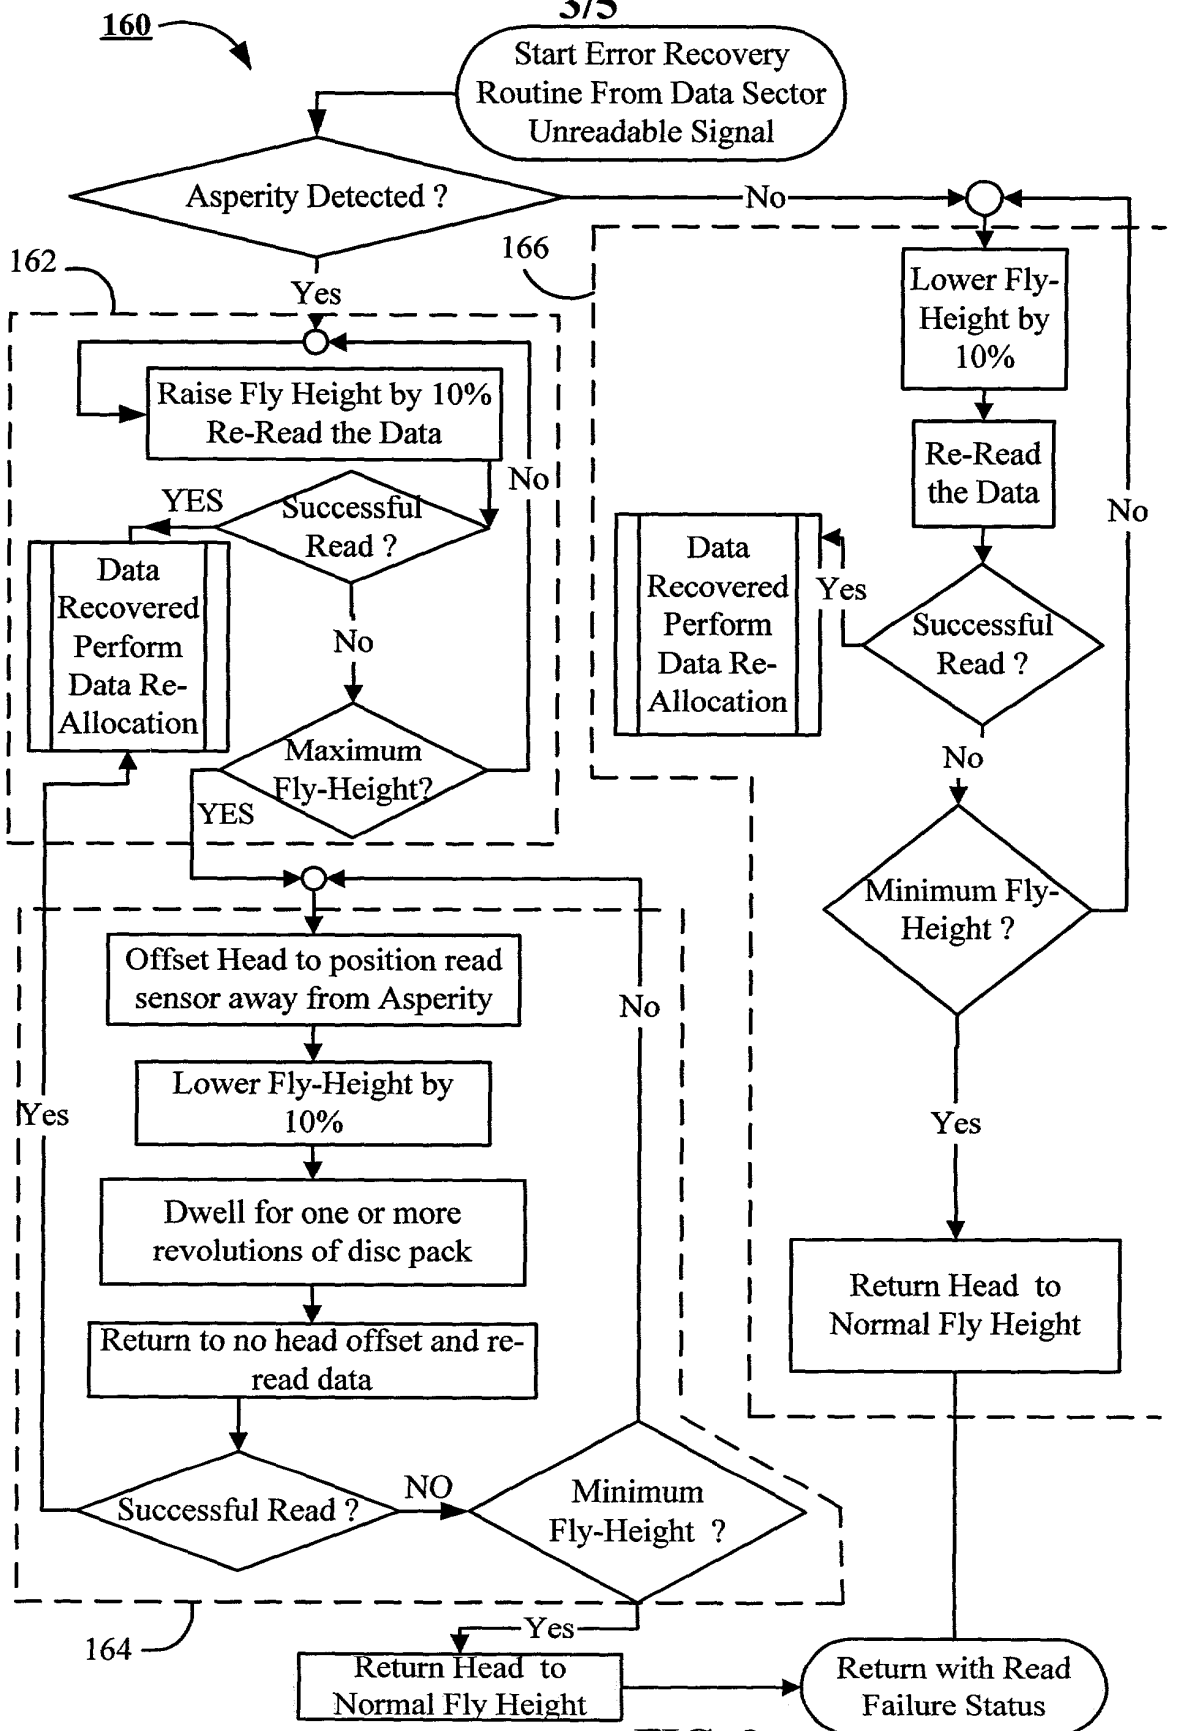 3/5
160
Start Error Recovery
Routine From Data Sector
Unreadable Signal
Asperity Detected ?
No
166
162
Yes
Lower Fly-
Height by
10%
Raise Fly Height by 10%
Re-Read the Data
No
Re-Read
the Data
No
YES
Successful
Read ?
Data
Recovered
Perform
Data Re-
Allocation
Data
Recovered
Perform
Data Re-
Allocation
Yes
Successful
Read ?
No
No
Maximum
Fly-Height?
YES
Minimum Fly-
Height ?
Offset Head to position read
sensor away from Asperity
No
Lower Fly-Height by
10%
Yes
Yes
Dwell for one or more
revolutions of disc pack
Return Head to
Normal Fly Height
Return to no head offset and re-
read data
Successful Read ?
NO
Minimum
Fly-Height ?
164
Yes
Return Head to
Normal Fly Height
Return with Read
Failure Status